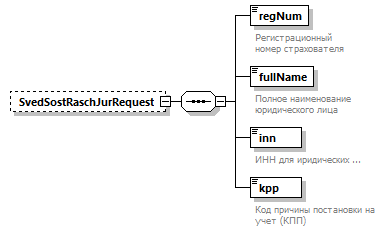 regNum
Регистрационный
номер страхователя
fullName
SvedSostRaschJurRequest
Полное наименование
юридического лица
inn
ИНН для иридических ...
kpp
Код причины постановки на
учет (КПП)